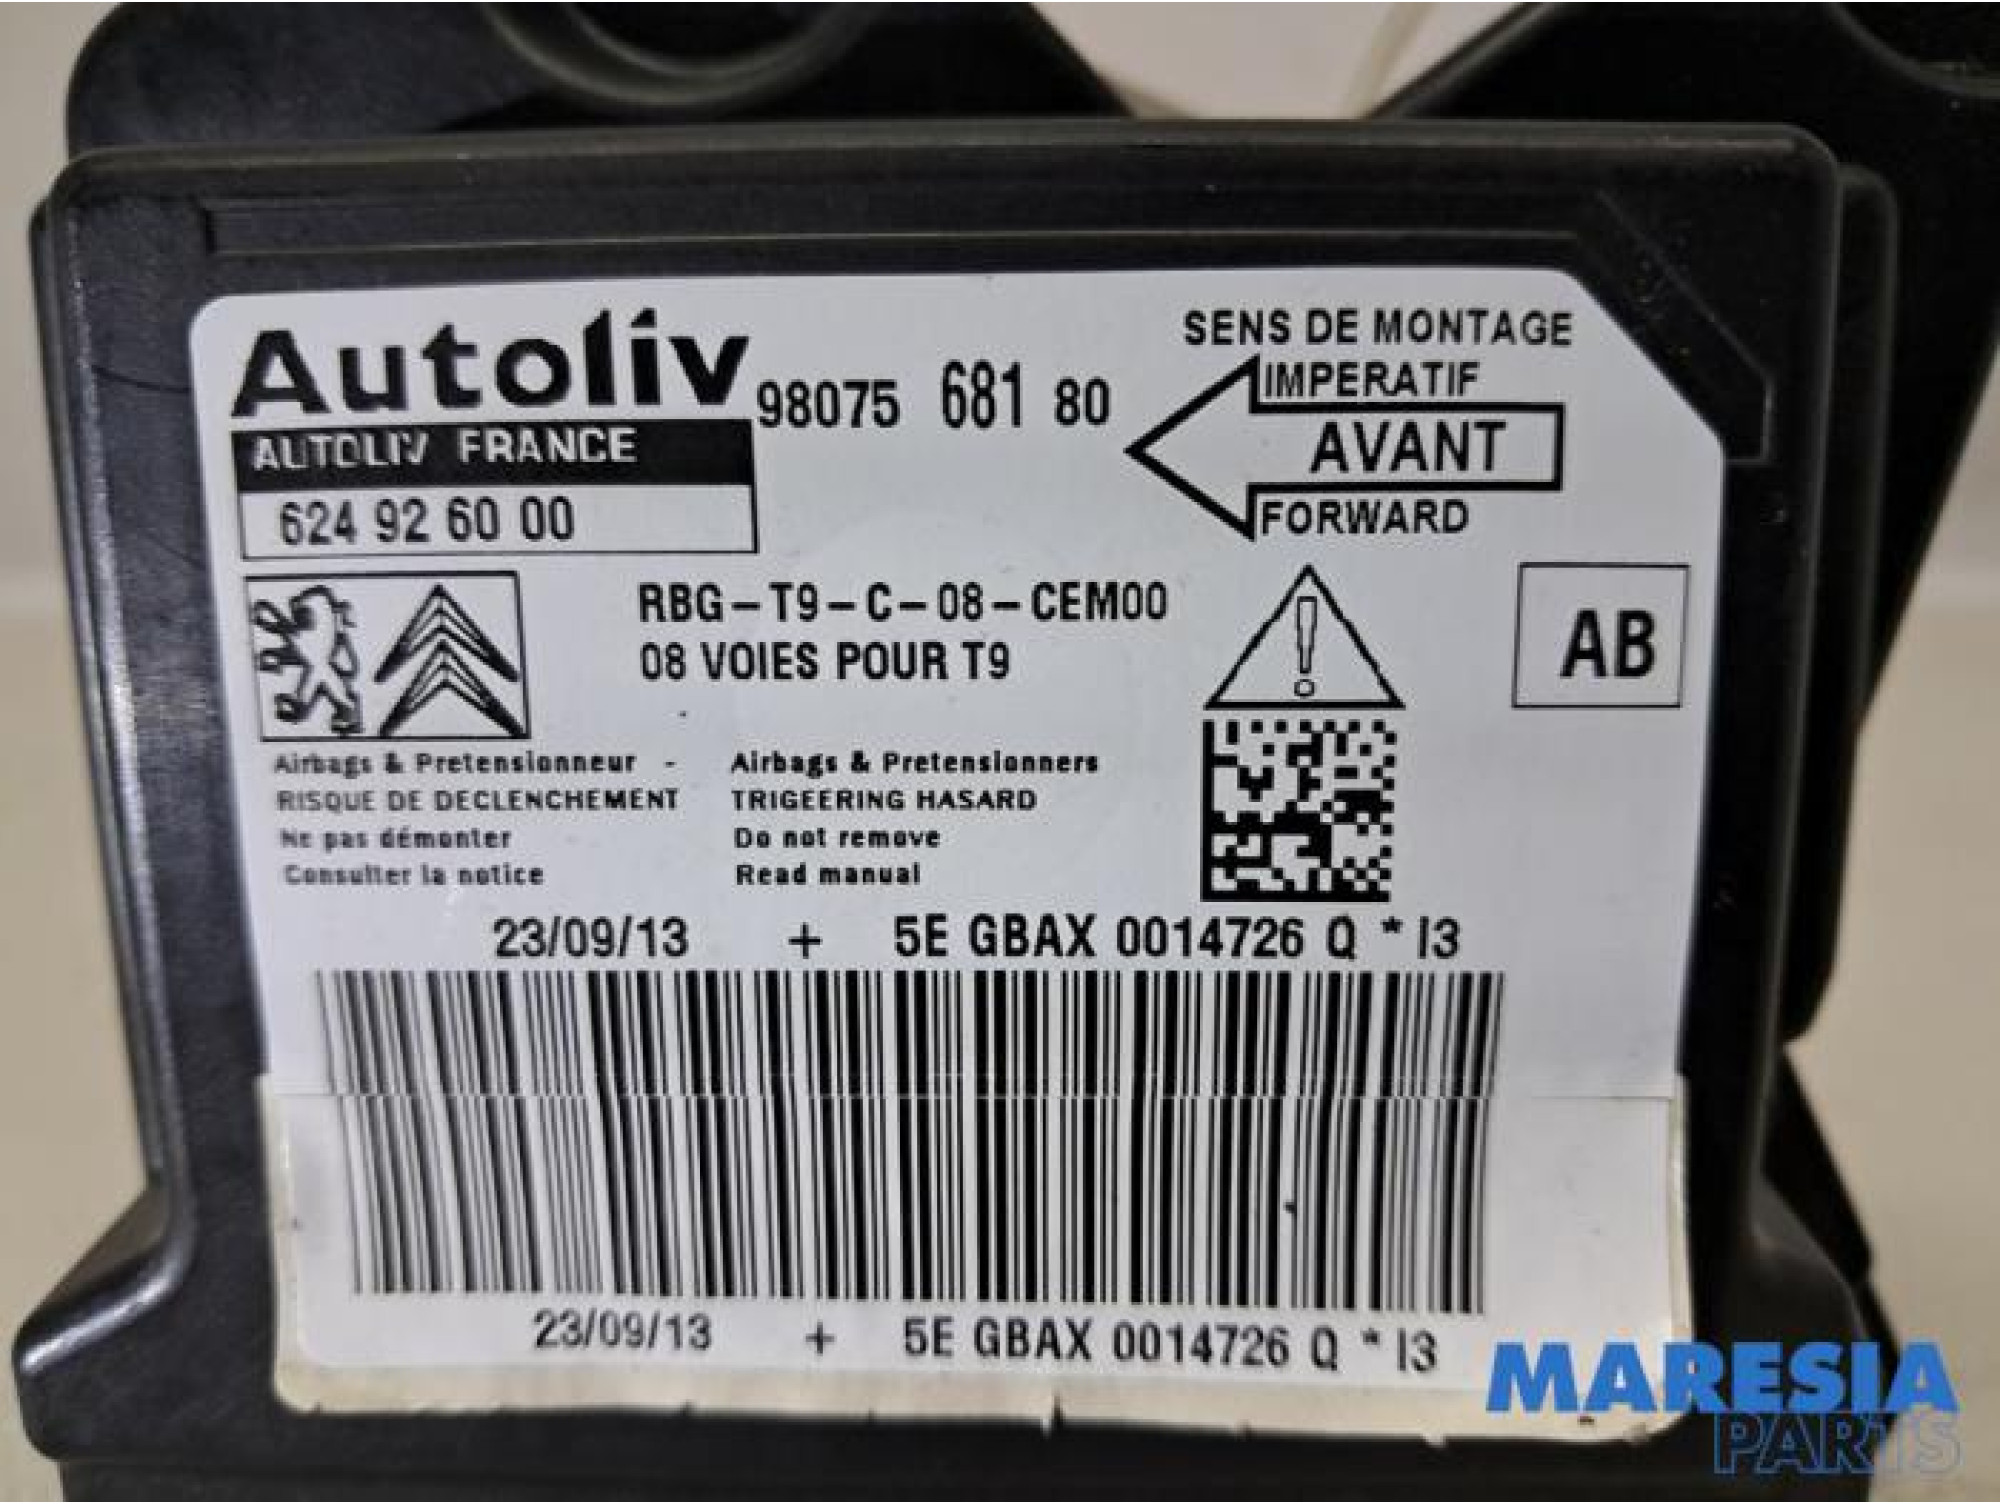 Autoliv
98075 681 80
AUTOLIV FRANCE
624 92 60 00
SENS DE MONTAGE
IMPERATIF
AVANT
FORWARD
RBG-T9-C-08-CEM00
08 VOIES POUR T9
AB
Airbags & Pretensionneur -
RISQUE DE DECLENCHEMENT
Ne pas démonter
Consulter la notice
Airbags & Pretensionners
TRIGEERING HASARD
Do not remove
Read manual
23/09/13 + 5E GBAX 0014726 Q * I3
23/09/13 + 5E GBAX 0014726 Q * I3
MARESIA
PARTS